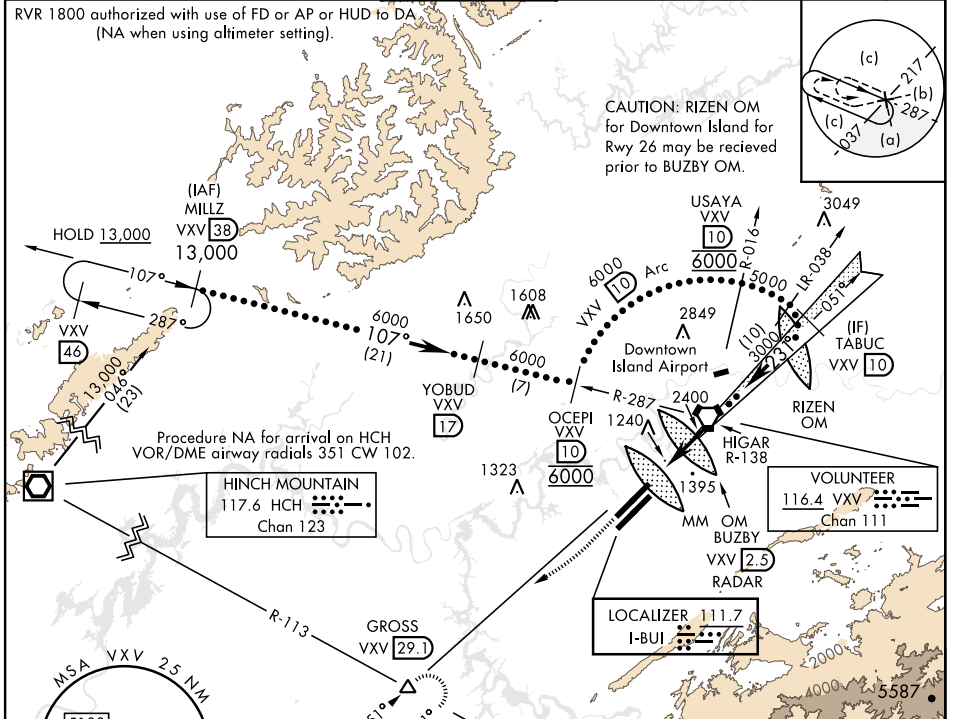 RVR 1800 authorized with use of FD or AP or HUD to DA
(NA when using altimeter setting).
CAUTION: RIZEN OM
for Downtown Island for
Rwy 26 may be recieved
prior to BUZBY OM.
(c)
217
(b)
287
(c)
037
(a)
(IAF)
MILLZ
VXV 38
13,000
HOLD 13,000
107°
287°
VXV
46
13,000
046°
(23)
6000
107°
(21)
1650
1608
YOBUD
VXV
17
6000
(7)
6000
VXV 10 Arc
USAYA
VXV
10
6000
R-016
5000
3049
LR-038
051°
2849
Downtown
Island Airport
(10)
3000
231°
(IF)
TABUC
VXV 10
RIZEN
OM
R-287
2400
1240
OCEPI
VXV
10
6000
HIGAR
R-138
1323
1395
MM
OM
BUZBY
VXV 2.5
RADAR
VOLUNTEER
116.4 VXV
Chan 111
Procedure NA for arrival on HCH
VOR/DME airway radials 351 CW 102.
HINCH MOUNTAIN
117.6 HCH
Chan 123
LOCALIZER 111.7
I-BUI
R-113
GROSS
VXV 29.1
MSA VXV 25 NM
2000
4000
5587